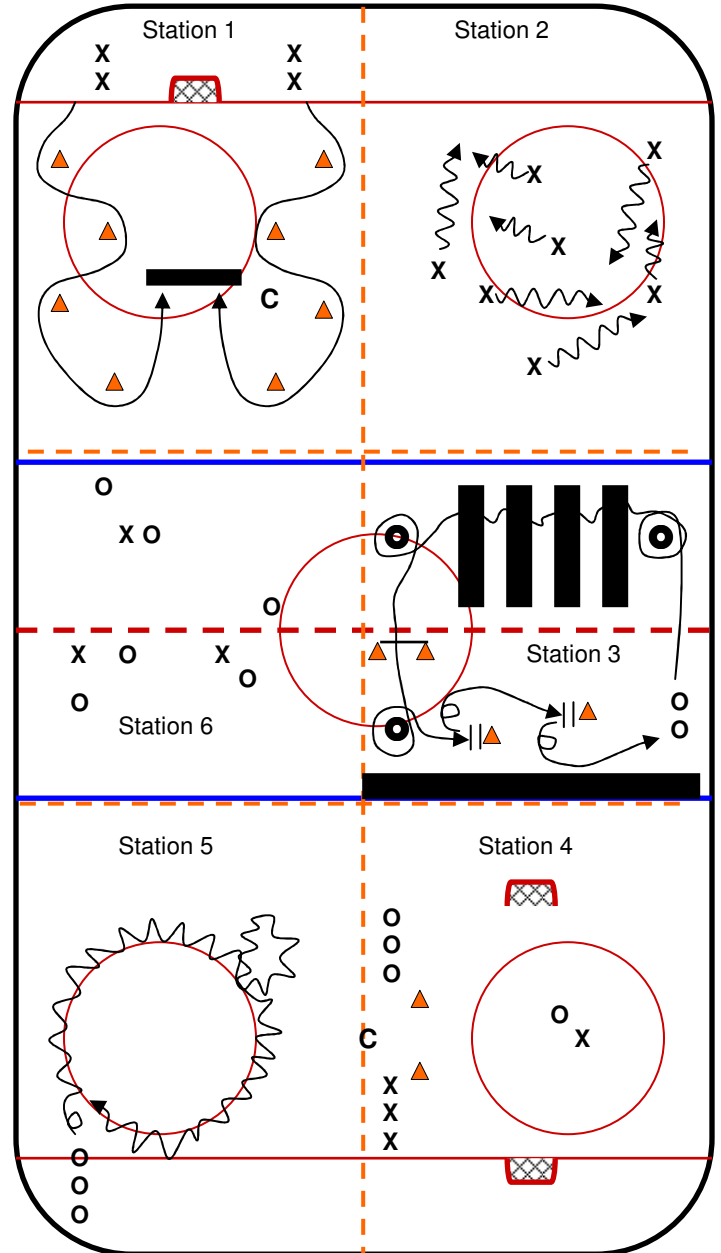 Station 1
X X
X X
C
Station 2
X
X
X
X
X X
X
O
X O
O
X O X
O
O
Station 6
Station 3
O
O
Station 5
O
O
O
Station 4
O
O
O
O
C X
X
X
X